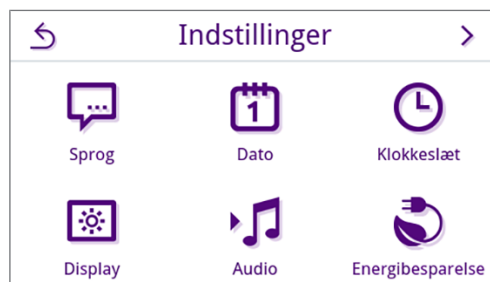 Indstillinger
...
1
Sprog Dato Klokkeslæt
Display Audio Energibesparelse